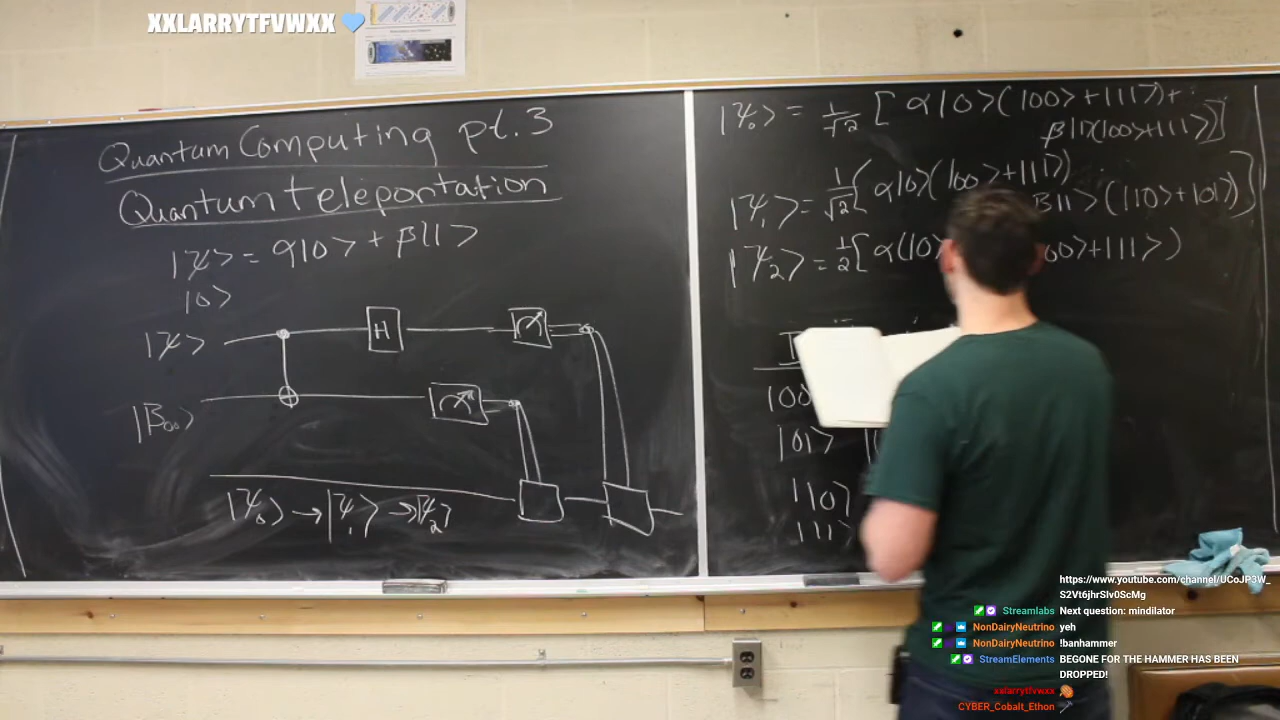 XXLARRYTFVWXX
Quantum Computing pt.3
Quantum Teleportation
|ψ> = α|0> + β|1>
|0>
|ψ>
H
|β₀₀>
|ψ₀> → |ψ₁> → |ψ₂>
|ψ₀> = 1/√2 [ α|0>(|00>+|11>)+
β|1>(|00>+|11>)]
|ψ₁> = 1/√2 { α|0>(|00>+|11>)
β|1>(|10>+|01>)}
|ψ₂> = 1/2 [ α(|0> 00>+|11>)
|00
|01>
|10
|11>
https://www.youtube.com/channel/UCoJP3W_
S2Vt6jhrSlv0ScMg
Streamlabs Next question: mindilator
NonDairyNeutrino yeh
NonDairyNeutrino !banhammer
StreamElements BEGONE FOR THE HAMMER HAS BEEN
DROPPED!
xxlarrytfvwxx
CYBER_Cobalt_Ethon